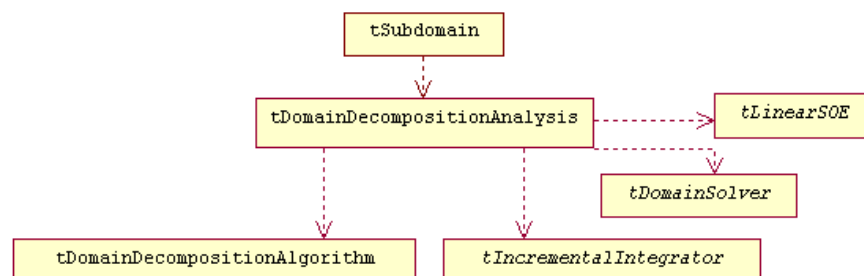 tSubdomain
tDomainDecompositionAnalysis
tLinearSOE
tDomainSolver
tDomainDecompositionAlgorithm
tIncrementalIntegrator